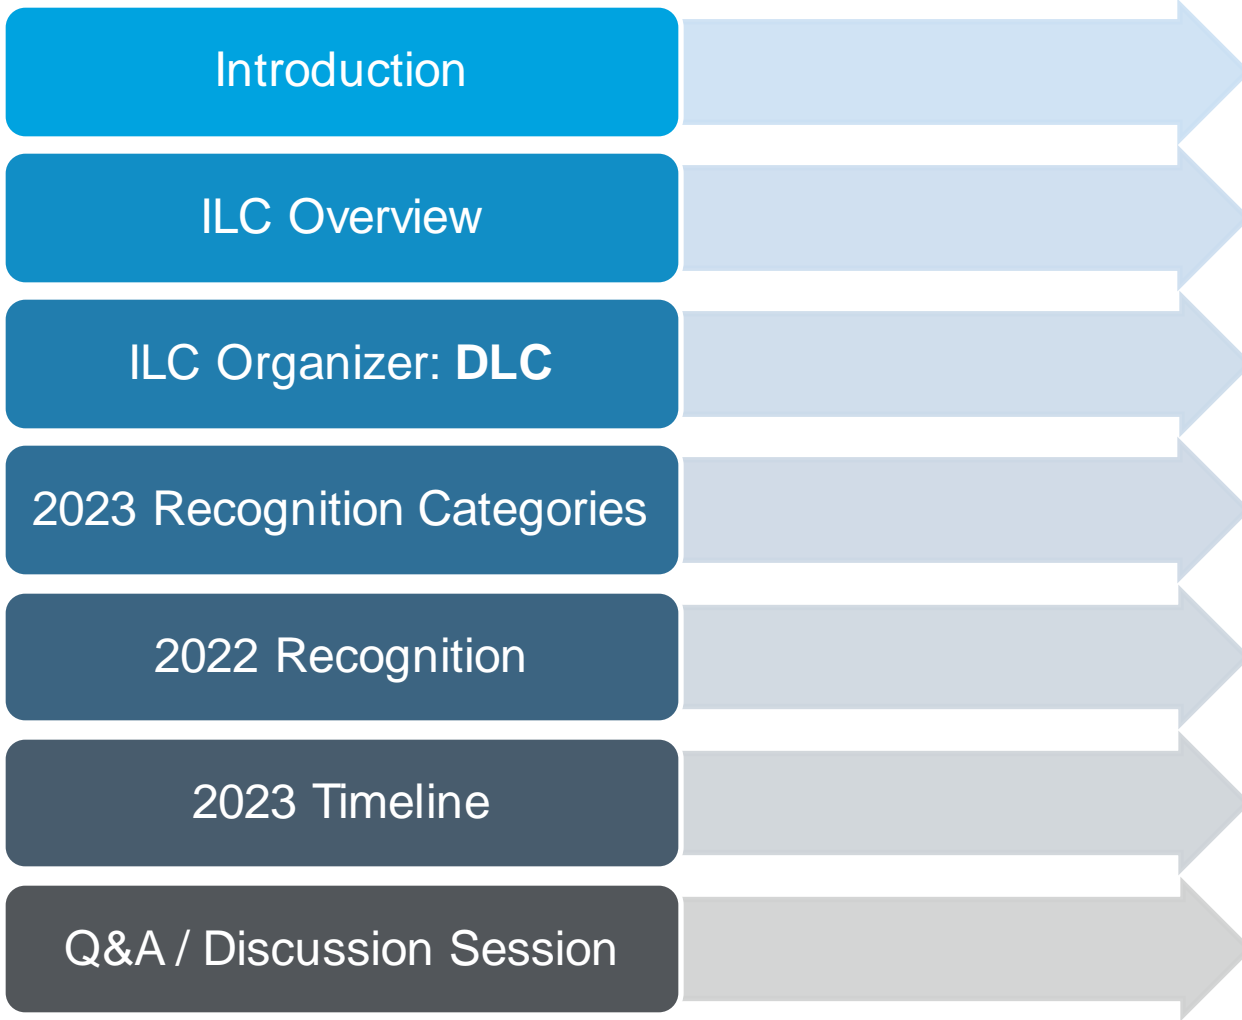 Introduction
ILC Overview
ILC Organizer: DLC
2023 Recognition Categories
2022 Recognition
2023 Timeline
Q&A / Discussion Session